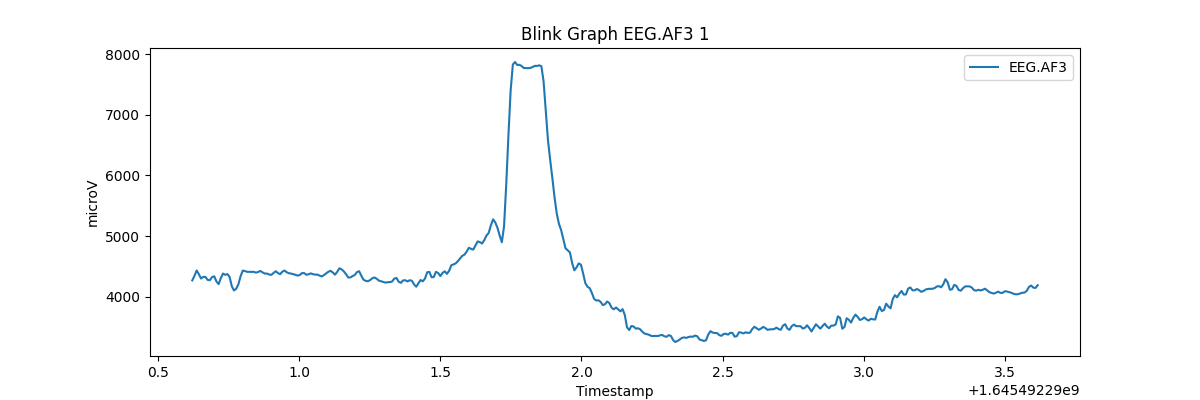 Blink Graph EEG.AF3 1
EEG.AF3
8000
7000
6000
5000
4000
microV
0.5 1.0 1.5 2.0 2.5 3.0 3.5
Timestamp
+1.64549229e9